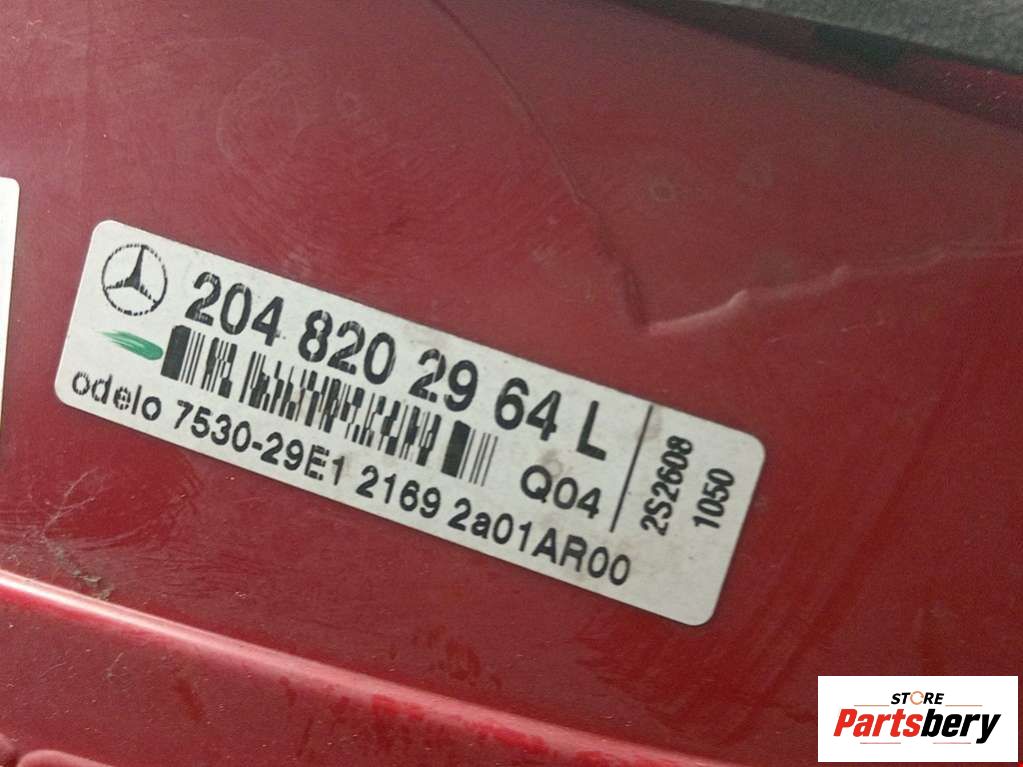 204 820 29 64 L
Q04
odelo 7530-29E1 2169 2a01AR00
2S2608
1050
STORE
Partsbery